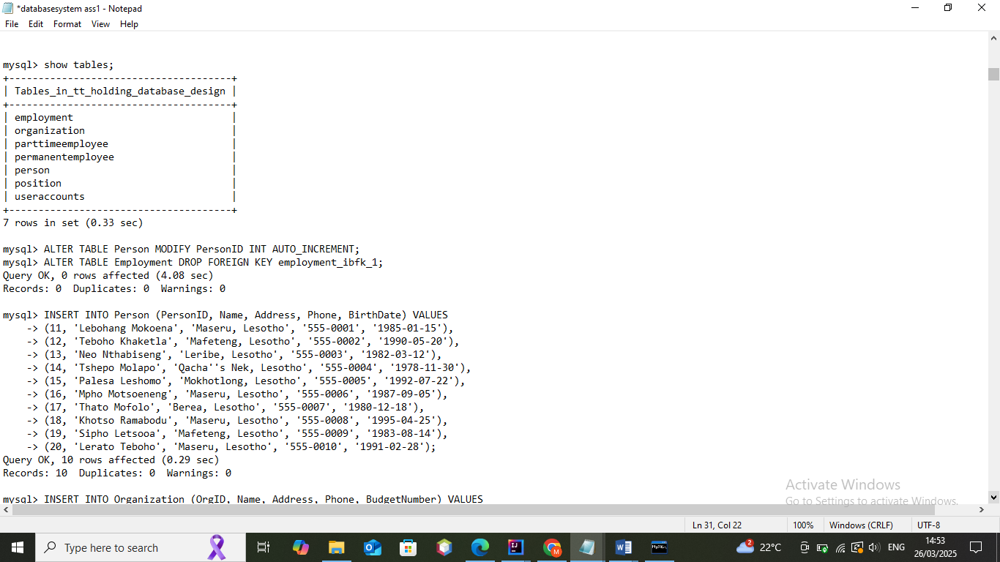 *databasesystem ass1 - Notepad
File Edit Format View Help
mysql> show tables;
+--------------------------------------+
| Tables_in_tt_holding_database_design |
+--------------------------------------+
| employment |
| organization |
| parttimeemployee |
| permanentemployee |
| person |
| position |
| useraccounts |
+--------------------------------------+
7 rows in set (0.33 sec)
mysql> ALTER TABLE Person MODIFY PersonID INT AUTO_INCREMENT;
mysql> ALTER TABLE Employment DROP FOREIGN KEY employment_ibfk_1;
Query OK, 0 rows affected (4.08 sec)
Records: 0  Duplicates: 0  Warnings: 0
mysql> INSERT INTO Person (PersonID, Name, Address, Phone, BirthDate) VALUES
-> (11, 'Lebohang Mokoena', 'Maseru, Lesotho', '555-0001', '1985-01-15'),
-> (12, 'Teboho Khaketla', 'Mafeteng, Lesotho', '555-0002', '1990-05-20'),
-> (13, 'Neo Nthabiseng', 'Leribe, Lesotho', '555-0003', '1982-03-12'),
-> (14, 'Tshepo Molapo', 'Qacha''s Nek, Lesotho', '555-0004', '1978-11-30'),
-> (15, 'Palesa Leshomo', 'Mokhotlong, Lesotho', '555-0005', '1992-07-22'),
-> (16, 'Mpho Motsoeneng', 'Maseru, Lesotho', '555-0006', '1987-09-05'),
-> (17, 'Thato Mofolo', 'Berea, Lesotho', '555-0007', '1980-12-18'),
-> (18, 'Khotso Ramabodu', 'Maseru, Lesotho', '555-0008', '1995-04-25'),
-> (19, 'Sipho Letsooa', 'Mafeteng, Lesotho', '555-0009', '1983-08-14'),
-> (20, 'Lerato Teboho', 'Maseru, Lesotho', '555-0010', '1991-02-28');
Query OK, 10 rows affected (0.29 sec)
Records: 10  Duplicates: 0  Warnings: 0
mysql> INSERT INTO Organization (OrgID, Name, Address, Phone, BudgetNumber) VALUES
Activate Windows
Go to Settings to activate Windows.
Ln 31, Col 22 100% Windows (CRLF) UTF-8
Type here to search 2 22°C ENG 14:53
26/03/2025